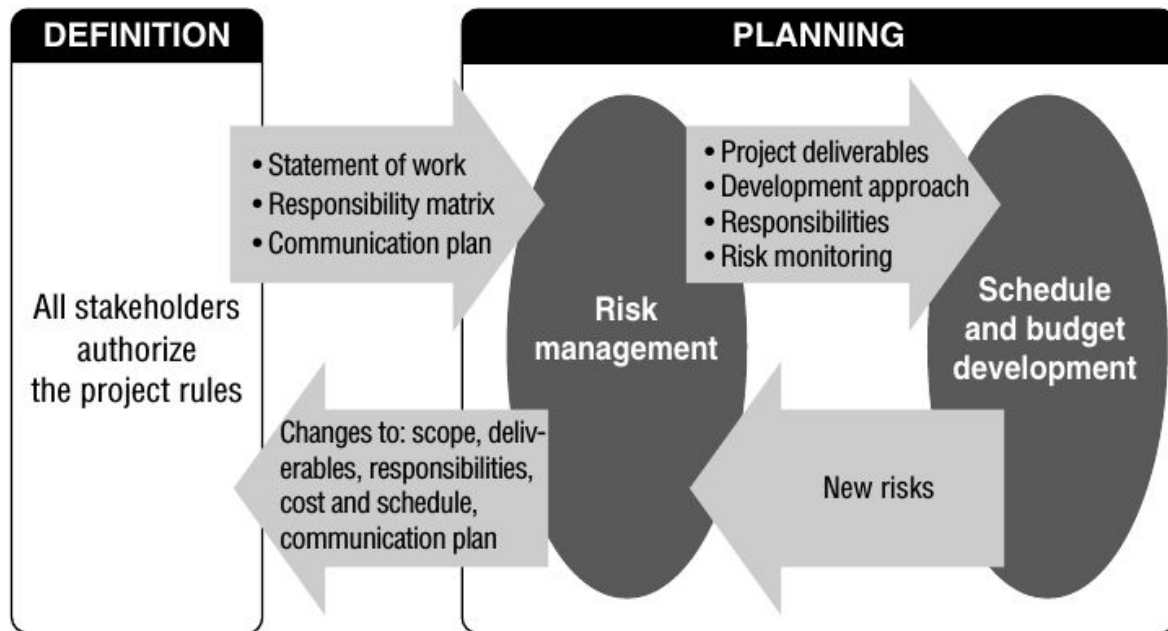 DEFINITION
All stakeholders
authorize
the project rules
• Statement of work
• Responsibility matrix
• Communication plan
Changes to: scope, deliv-
erables, responsibilities,
cost and schedule,
communication plan
PLANNING
Risk
management
• Project deliverables
• Development approach
• Responsibilities
• Risk monitoring
New risks
Schedule
and budget
development